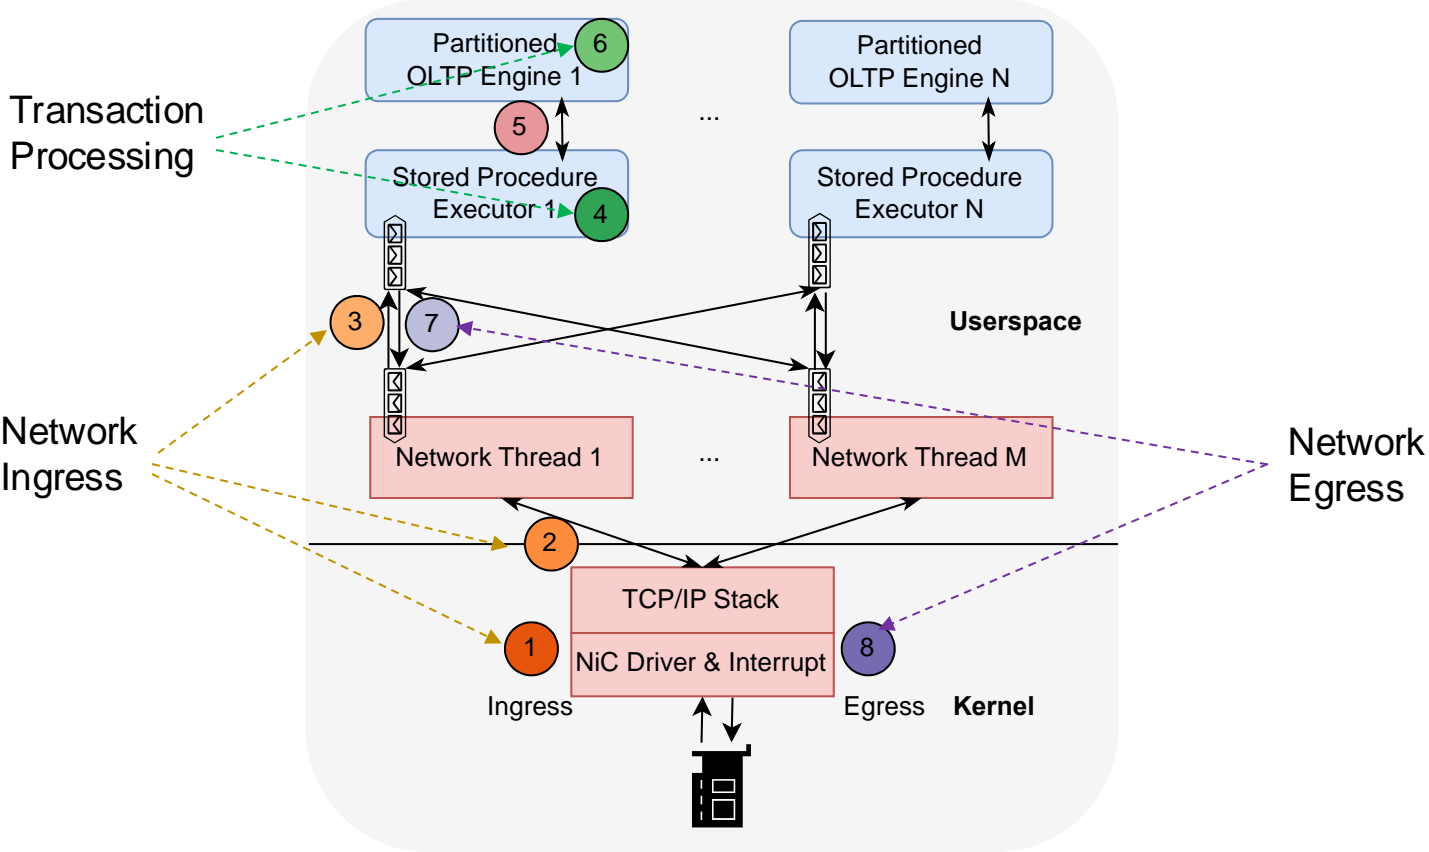 Partitioned
OLTP Engine 1
6
Partitioned
OLTP Engine N
Transaction
Processing
5
...
Stored Procedure
Executor 1
4
Stored Procedure
Executor N
3
7
Userspace
Network
Ingress
Network Thread 1
...
Network Thread M
Network
Egress
2
TCP/IP Stack
1
NiC Driver & Interrupt
8
Ingress
Egress
Kernel